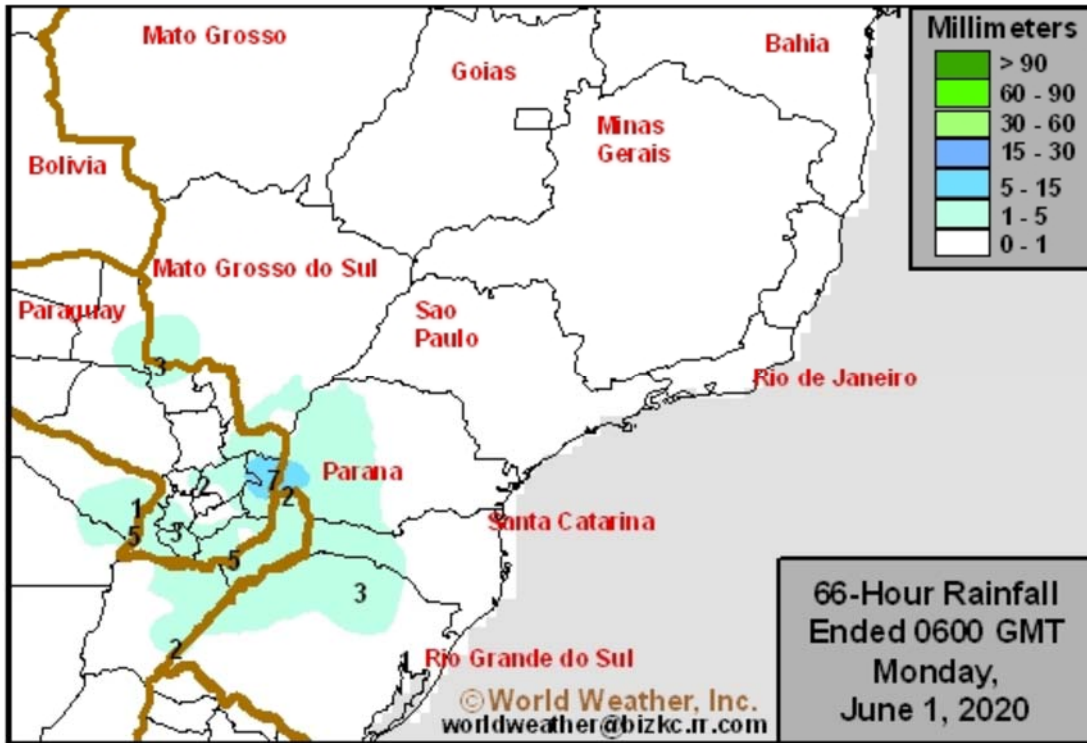 Mato Grosso
Goias
Bahia
Minas
Gerais
Bolivia
Mato Grosso do Sul
Paraguay
Sao
Paulo
Rio de Janeiro
Parana
Santa Catarina
Rio Grande do Sul
3
7
2
2
1
5
3
5
3
2
1
Millimeters
> 90
60 - 90
30 - 60
15 - 30
5 - 15
1 - 5
0 - 1
66-Hour Rainfall
Ended 0600 GMT
Monday,
June 1, 2020
©World Weather, Inc.
worldweather@bizkc.rr.com